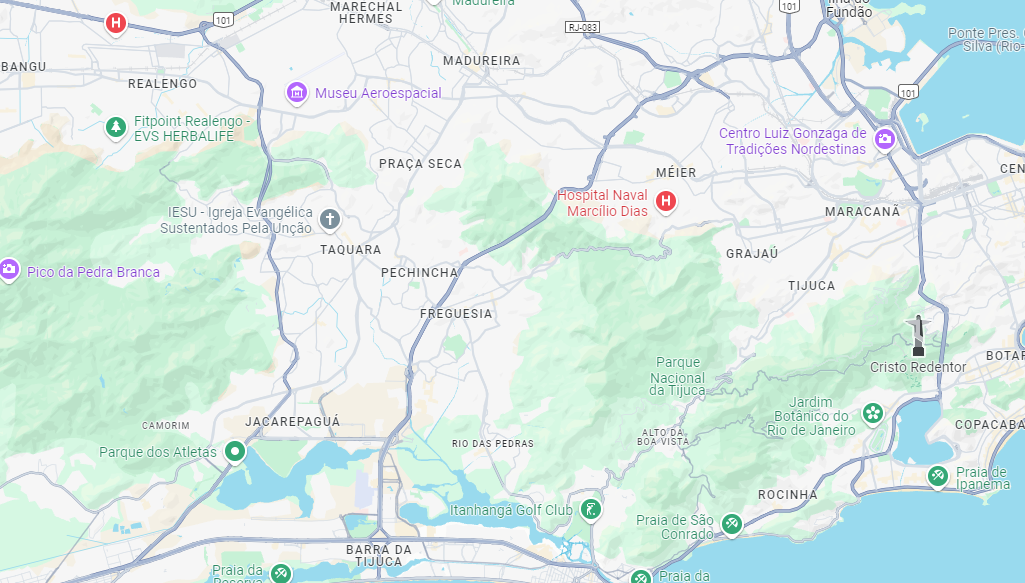 MARECHAL
HERMES
Madureira
101
RJ-083
101
Fundão
Ponte Pres.
Silva (Rio-
H
101
BANGU
REALENGO
MADUREIRA
Museu Aeroespacial
101
Fitpoint Realengo -
EVS HERBALIFE
Centro Luiz Gonzaga de
Tradições Nordestinas
PRAÇA SECA
MÉIER
CEN
Hospital Naval
Marcílio Dias
H
IESU - Igreja Evangélica
Sustentados Pela Unção
MARACANÃ
TAQUARA
GRAJAÚ
Pico da Pedra Branca
PECHINCHA
TIJUCA
FREGUESIA
Parque
Nacional
da Tijuca
BOTAF
Cristo Redentor
Jardim
Botânico do
Rio de Janeiro
CAMORIM
JACAREPAGUÁ
COPACABA
Parque dos Atletas
RIO DAS PEDRAS
ALTO DA
BOA VISTA
Praia de
Ipanema
ROCINHA
Itanhangá Golf Club
Praia de São
Conrado
BARRA DA
TIJUCA
Praia da
Reserva
Praia da